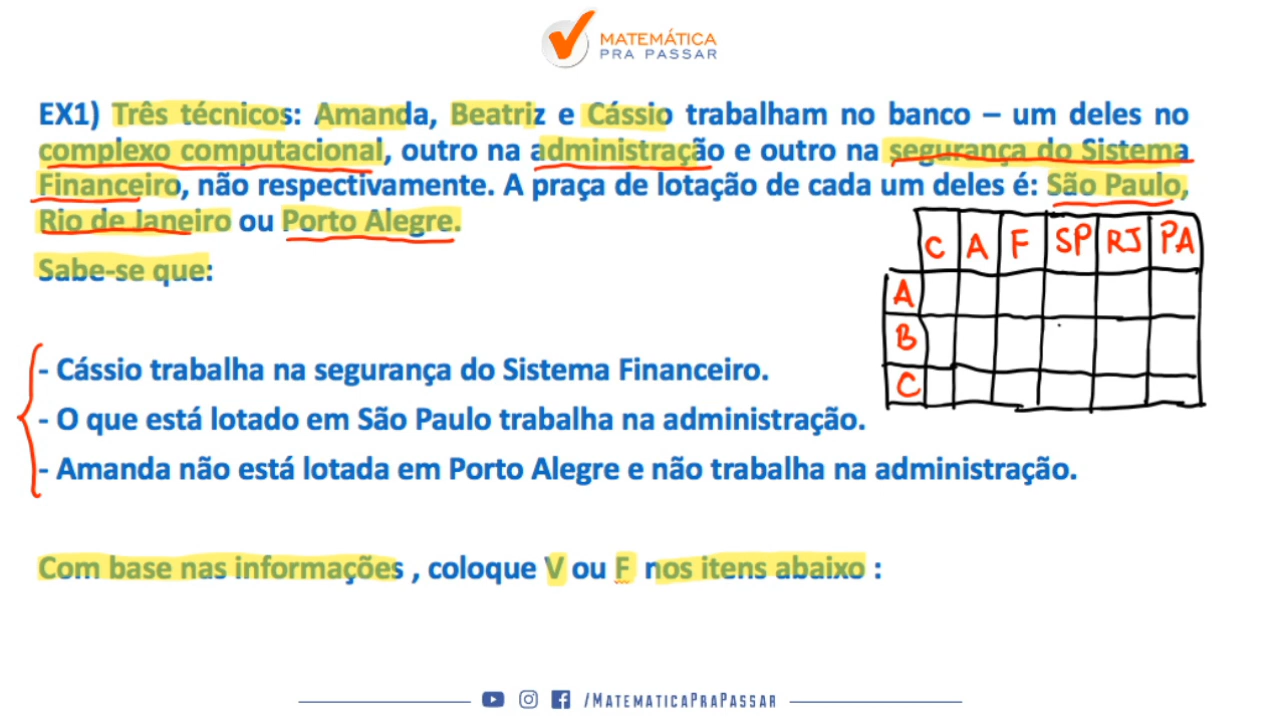 MATEMÁTICA
PRA PASSAR
EX1) Três técnicos: Amanda, Beatriz e Cássio trabalham no banco – um deles no
complexo computacional, outro na administração e outro na segurança do Sistema
Financeiro, não respectivamente. A praça de lotação de cada um deles é: São Paulo,
Rio de Janeiro ou Porto Alegre.
Sabe-se que:
C A F SP RJ PA
A
B
C
- Cássio trabalha na segurança do Sistema Financeiro.
- O que está lotado em São Paulo trabalha na administração.
- Amanda não está lotada em Porto Alegre e não trabalha na administração.
Com base nas informações , coloque V ou F nos itens abaixo :
/MATEMATICAPRAPASSAR